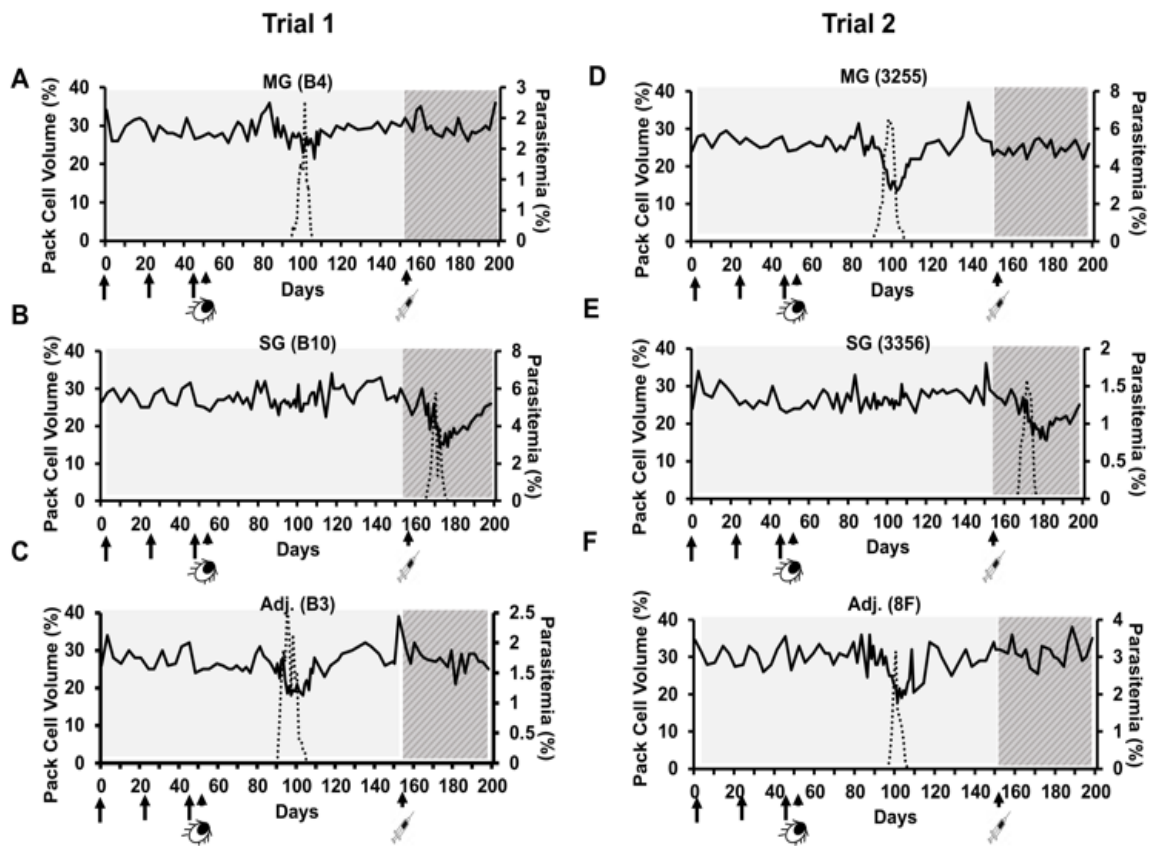 Trial 1
Trial 2
A
MG (B4)
Pack Cell Volume (%)
40
30
20
10
0
3
2
2
1
1
0
Parasitemia (%)
0 20 40 60 80 100 120 140 160 180 200
Days
B
SG (B10)
Pack Cell Volume (%)
40
30
20
10
0
8
6
4
2
0
Parasitemia (%)
0 20 40 60 80 100 120 140 160 180 200
Days
C
Adj. (B3)
Pack Cell Volume (%)
40
30
20
10
0
2.5
2
1.5
1
0.5
0
Parasitemia (%)
0 20 40 60 80 100 120 140 160 180 200
Days
D
MG (3255)
Pack Cell Volume (%)
40
30
20
10
0
8
6
4
2
0
Parasitemia (%)
0 20 40 60 80 100 120 140 160 180 200
Days
E
SG (3356)
Pack Cell Volume (%)
40
30
20
10
0
2
1.5
1
0.5
0
Parasitemia (%)
0 20 40 60 80 100 120 140 160 180 200
Days
F
Adj. (8F)
Pack Cell Volume (%)
40
30
20
10
0
4
3
2
1
0
Parasitemia (%)
0 20 40 60 80 100 120 140 160 180 200
Days